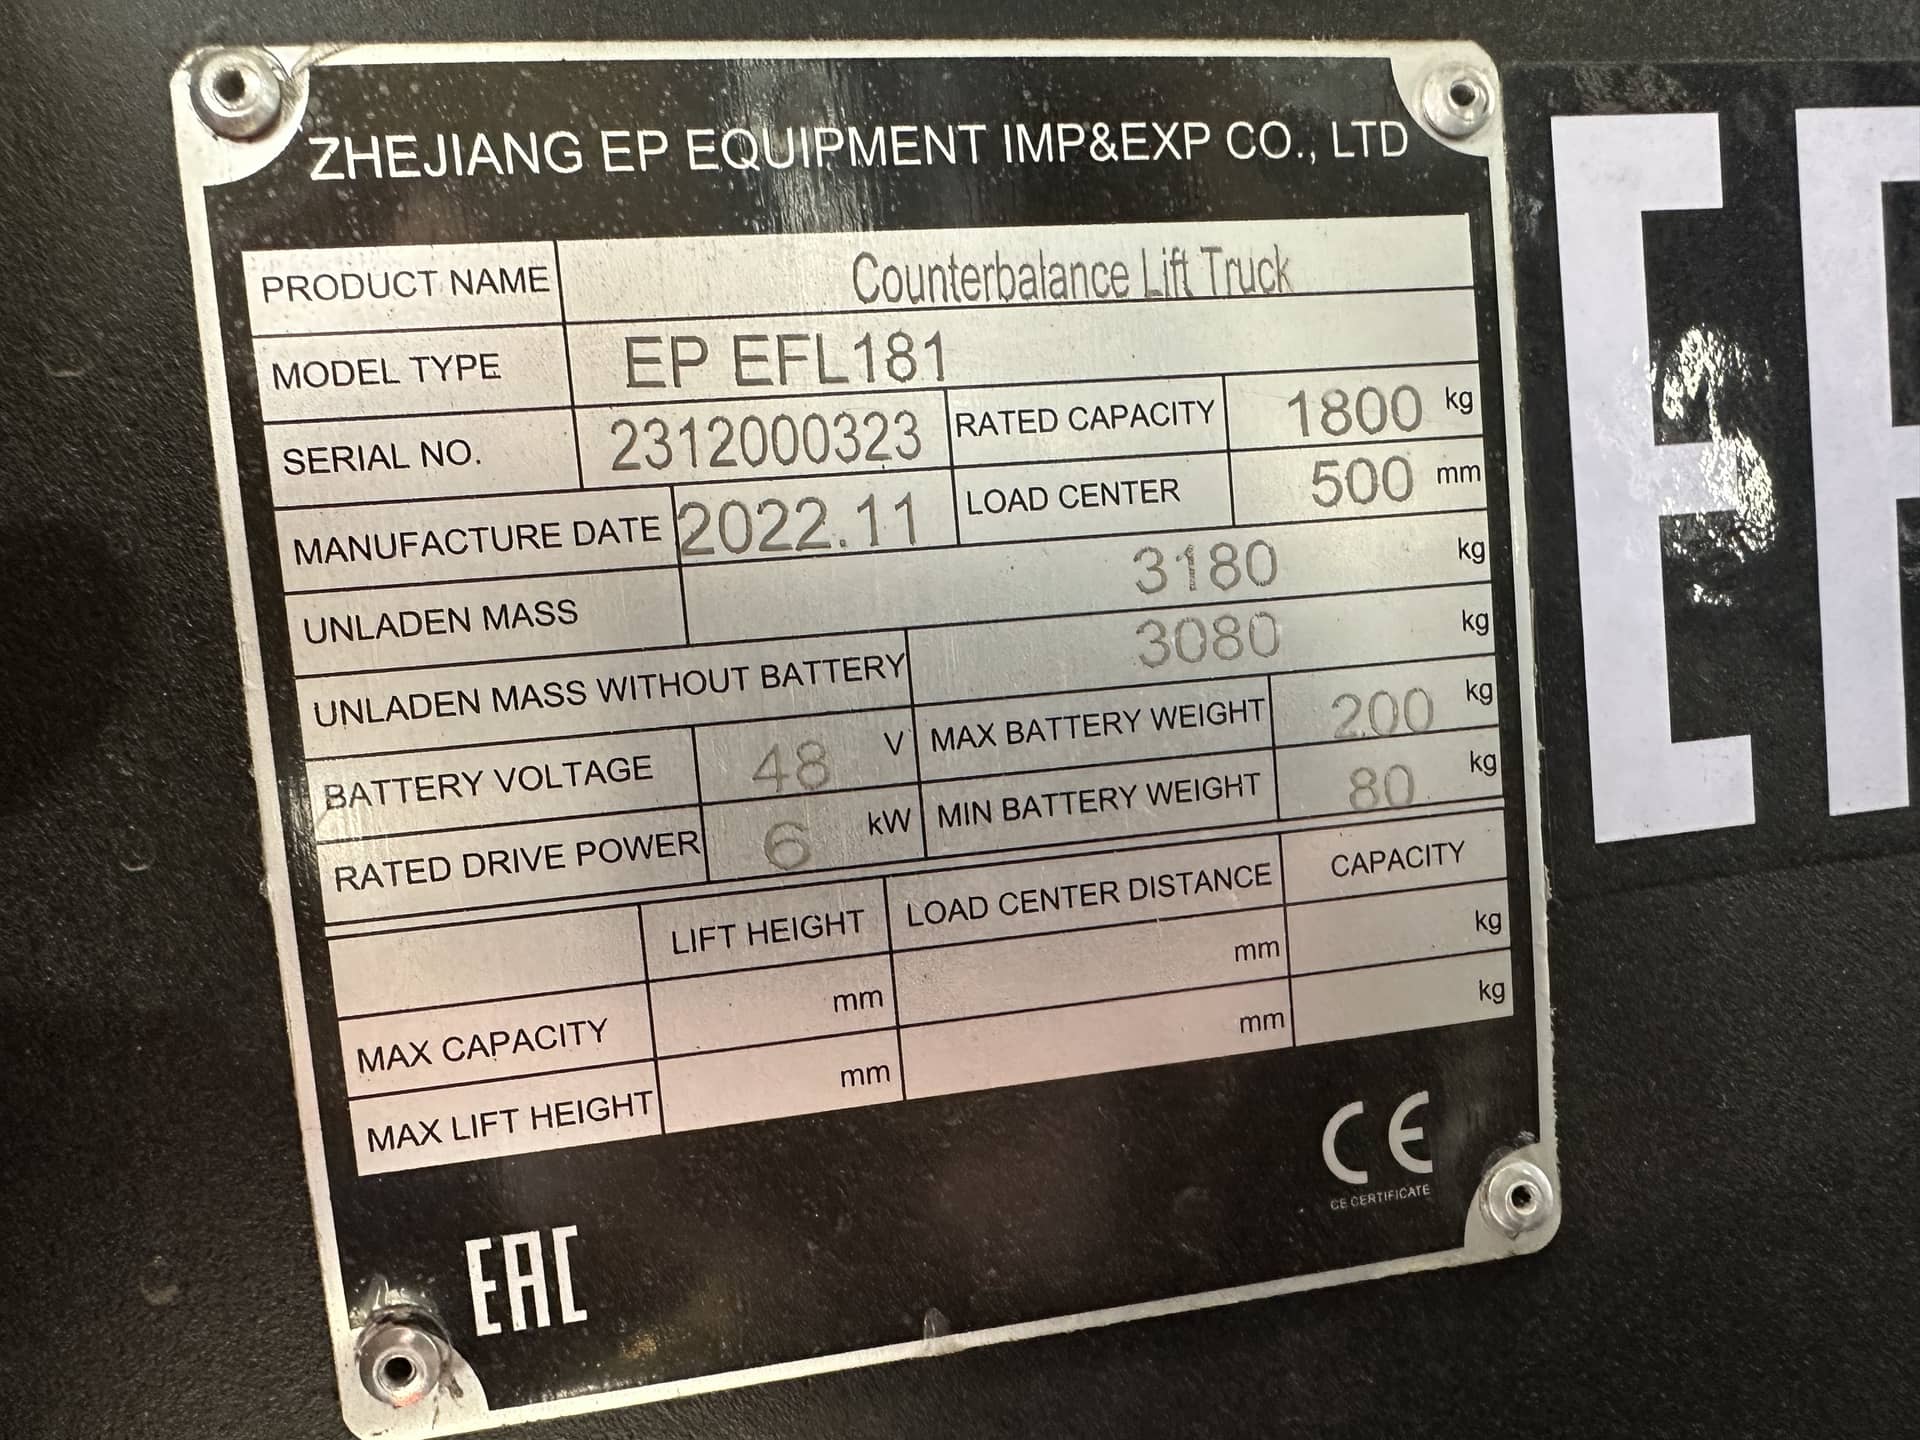 ZHEJIANG EP EQUIPMENT IMP&EXP CO., LTD
PRODUCT NAME Counterbalance Lift Truck
MODEL TYPE EP EFL181
SERIAL NO. 2312000323 RATED CAPACITY 1800 kg
MANUFACTURE DATE 2022.11 LOAD CENTER 500 mm
UNLADEN MASS 3180 kg
UNLADEN MASS WITHOUT BATTERY 3080 kg
BATTERY VOLTAGE 48 V MAX BATTERY WEIGHT 200 kg
RATED DRIVE POWER 6 kW MIN BATTERY WEIGHT 80 kg
LIFT HEIGHT LOAD CENTER DISTANCE CAPACITY
MAX CAPACITY mm mm kg
MAX LIFT HEIGHT mm mm kg
CE
CE CERTIFICATE
EAC